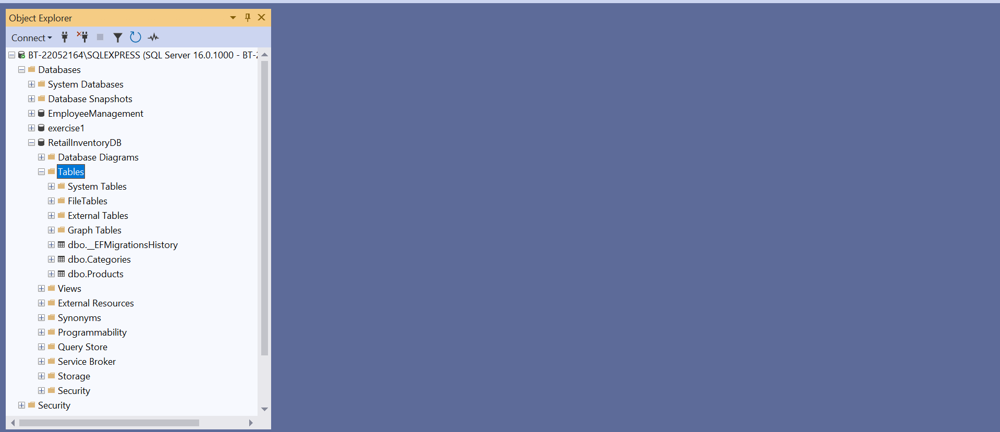 Object Explorer
Connect
BT-22052164\SQLEXPRESS (SQL Server 16.0.1000 - BT-2
Databases
System Databases
Database Snapshots
EmployeeManagement
exercise1
RetailInventoryDB
Database Diagrams
Tables
System Tables
FileTables
External Tables
Graph Tables
dbo.__EFMigrationsHistory
dbo.Categories
dbo.Products
Views
External Resources
Synonyms
Programmability
Query Store
Service Broker
Storage
Security
Security